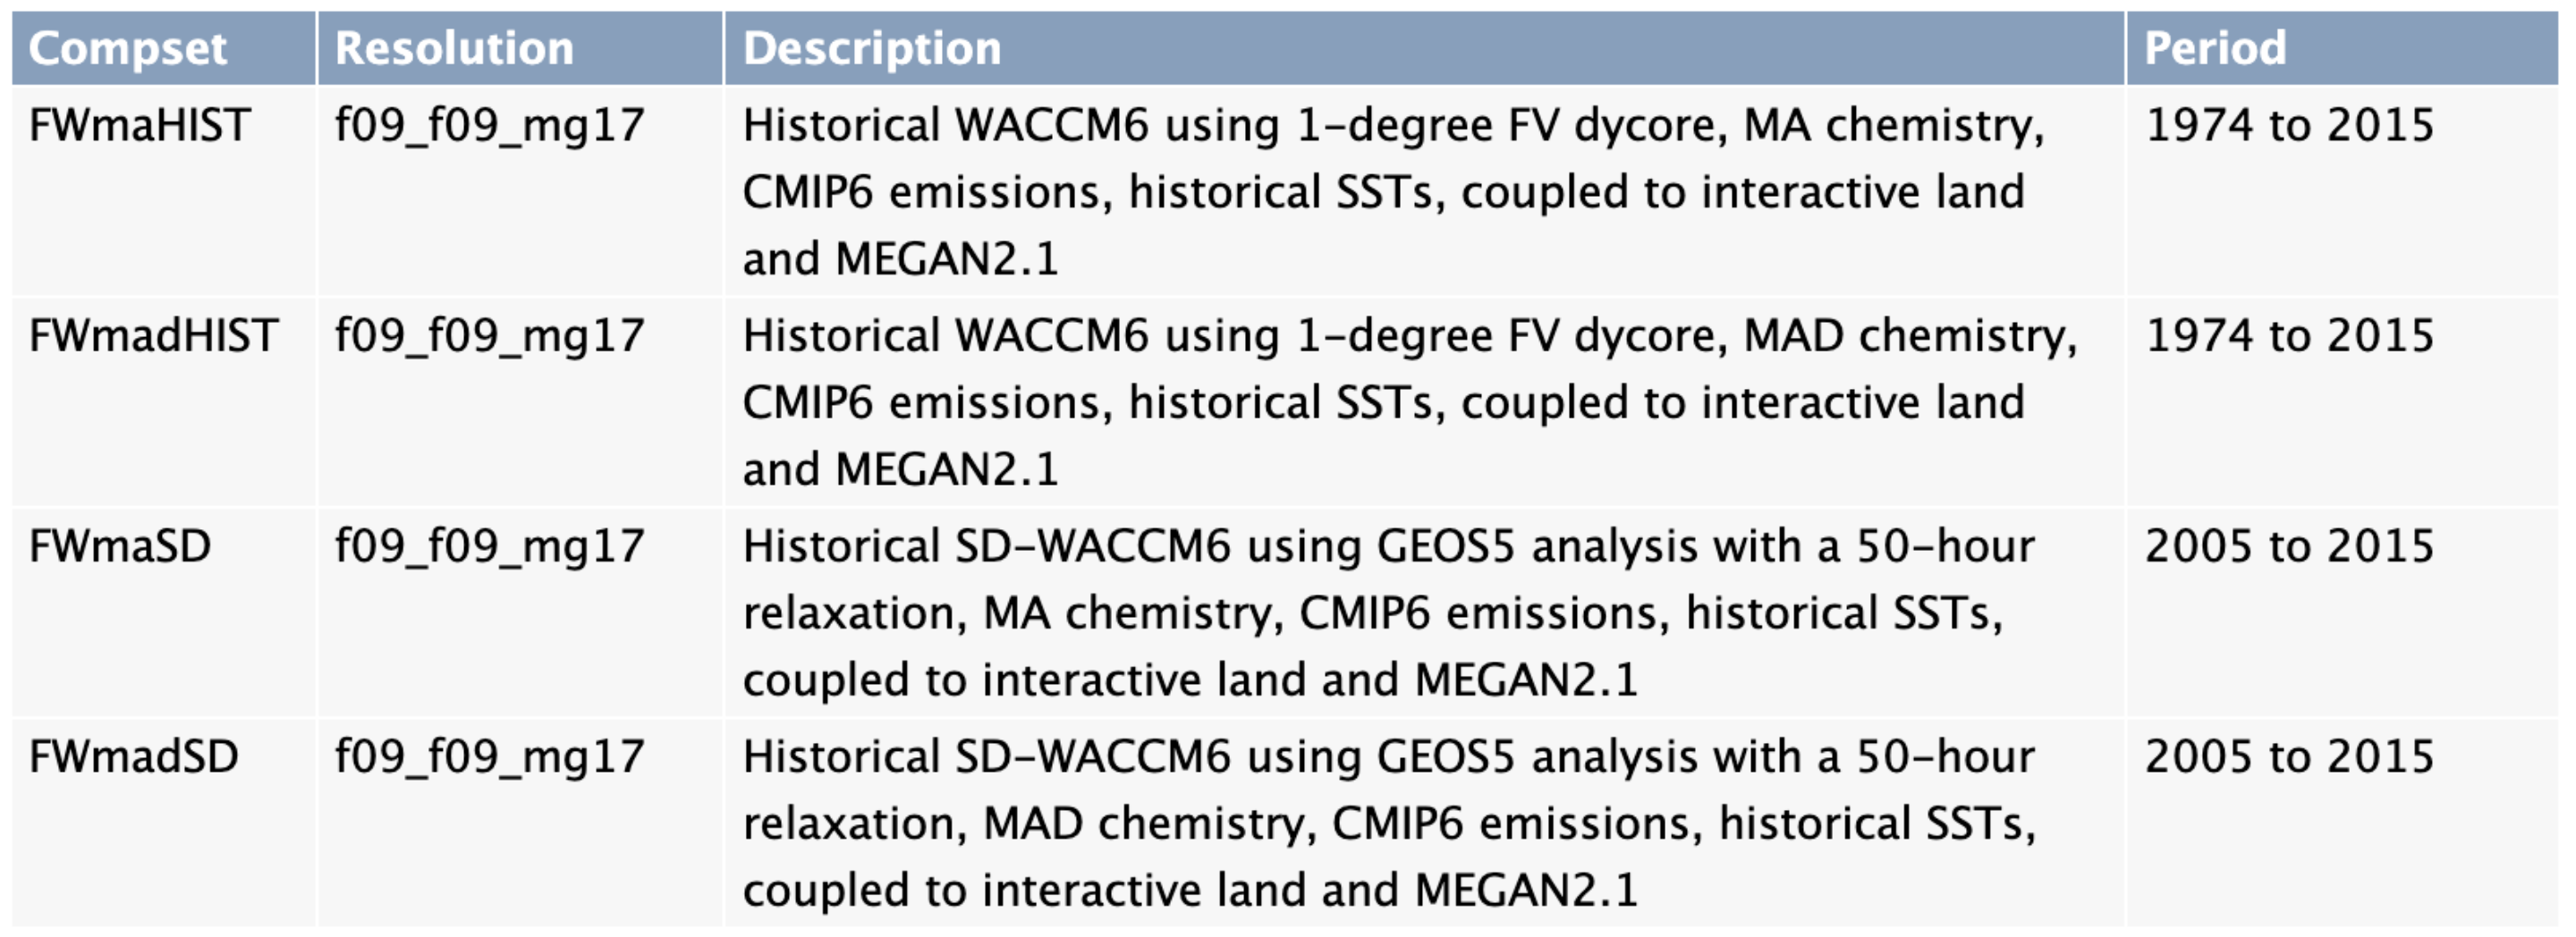 Compset Resolution Description Period
FWmaHIST f09_f09_mg17 Historical WACCM6 using 1-degree FV dycore, MA chemistry, 1974 to 2015
CMIP6 emissions, historical SSTs, coupled to interactive land
and MEGAN2.1
FWmadHIST f09_f09_mg17 Historical WACCM6 using 1-degree FV dycore, MAD chemistry, 1974 to 2015
CMIP6 emissions, historical SSTs, coupled to interactive land
and MEGAN2.1
FWmaSD f09_f09_mg17 Historical SD-WACCM6 using GEOS5 analysis with a 50-hour 2005 to 2015
relaxation, MA chemistry, CMIP6 emissions, historical SSTs,
coupled to interactive land and MEGAN2.1
FWmadSD f09_f09_mg17 Historical SD-WACCM6 using GEOS5 analysis with a 50-hour 2005 to 2015
relaxation, MAD chemistry, CMIP6 emissions, historical SSTs,
coupled to interactive land and MEGAN2.1